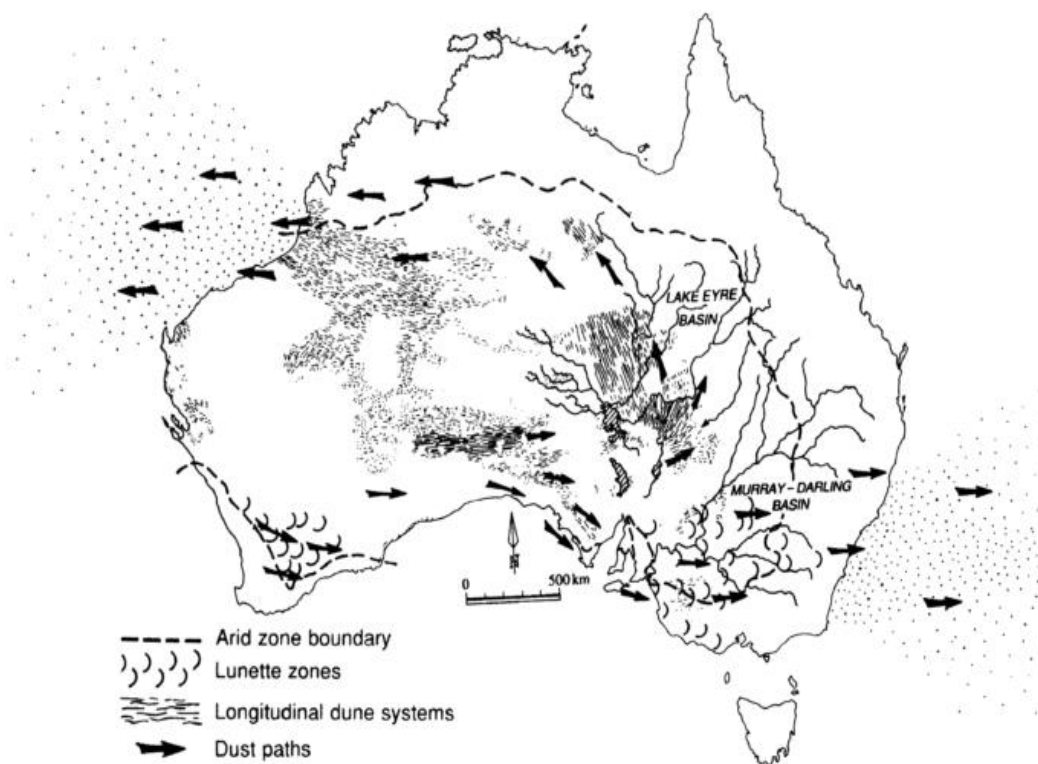 LAKE EYRE
BASIN
MURRAY - DARLING
BASIN
N
0
500 km
Arid zone boundary
Lunette zones
Longitudinal dune systems
Dust paths